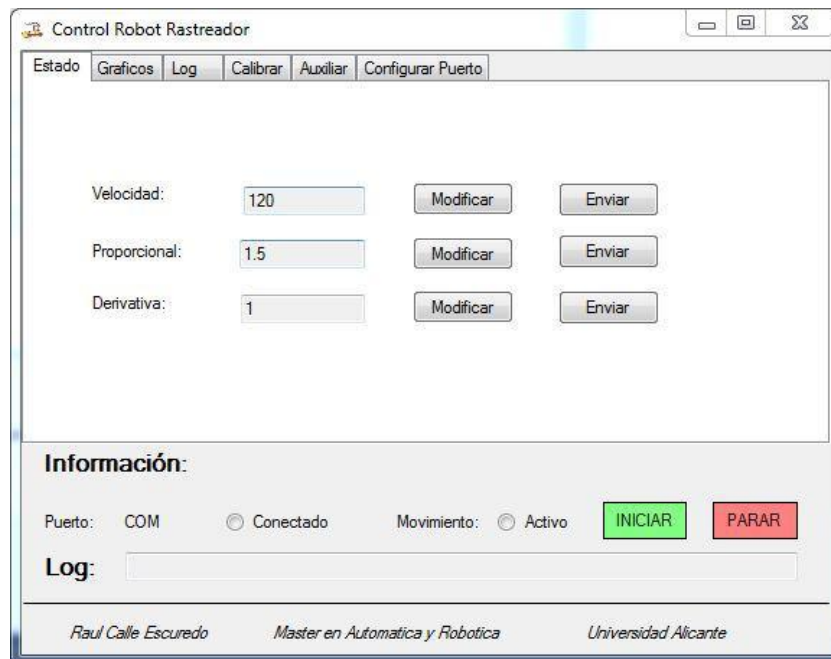 Control Robot Rastreador
Estado Graficos Log Calibrar Auxiliar Configurar Puerto
Velocidad: 120 Modificar Enviar
Proporcional: 1.5 Modificar Enviar
Derivativa: 1 Modificar Enviar
Información:
Puerto: COM Conectado Movimiento: Activo INICIAR PARAR
Log:
Raul Calle Escuredo Master en Automatica y Robotica Universidad Alicante